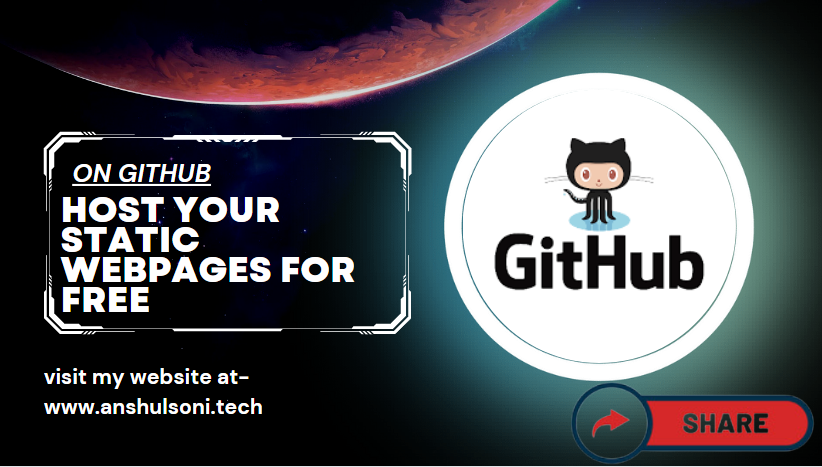 ON GITHUB
HOST YOUR
STATIC
WEBPAGES FOR
FREE
visit my website at-
www.anshulsoni.tech
GitHub
SHARE